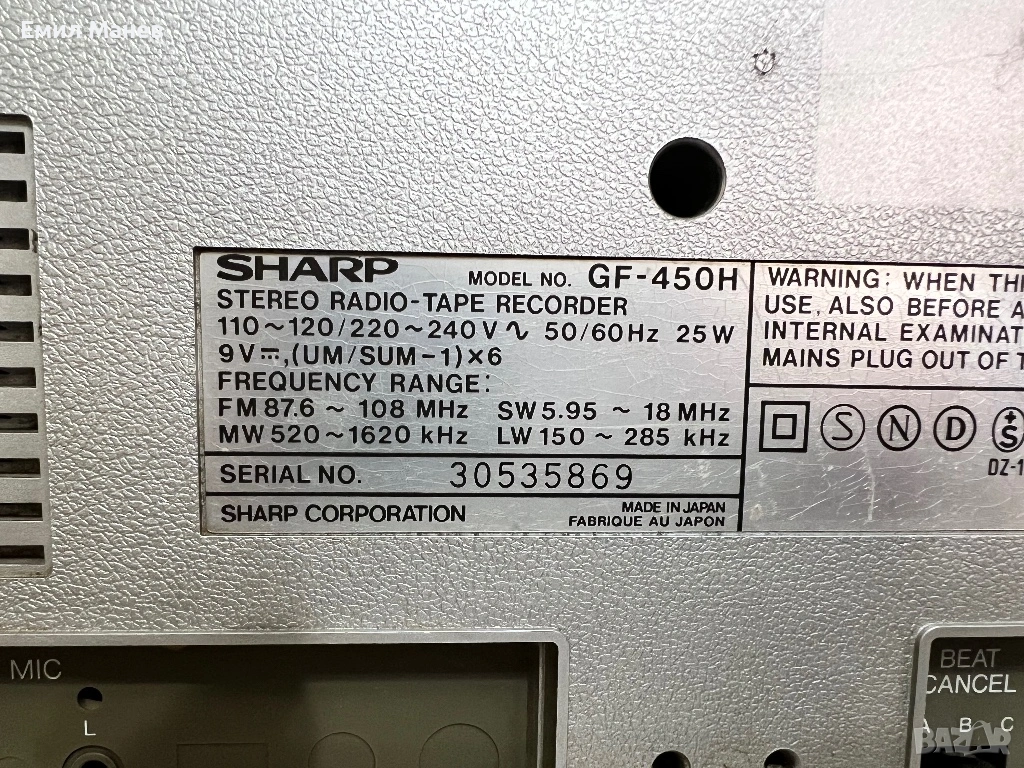 Емил Манев
SHARP MODEL NO. GF-450H
STEREO RADIO-TAPE RECORDER
110~120/220~240V∿ 50/60Hz 25W
9V⎓,(UM/SUM-1)×6
FREQUENCY RANGE:
FM 87.6 ~ 108 MHz SW 5.95 ~ 18 MHz
MW 520~1620 kHz LW 150 ~ 285 kHz
SERIAL NO. 30535869
SHARP CORPORATION
MADE IN JAPAN
FABRIQUE AU JAPON
WARNING: WHEN
USE, ALSO BEFORE
INTERNAL
MAINS PLUG OUT OF
S N D S
DZ-1
MIC
L
BEAT
CANCEL
A B C
BAZAR